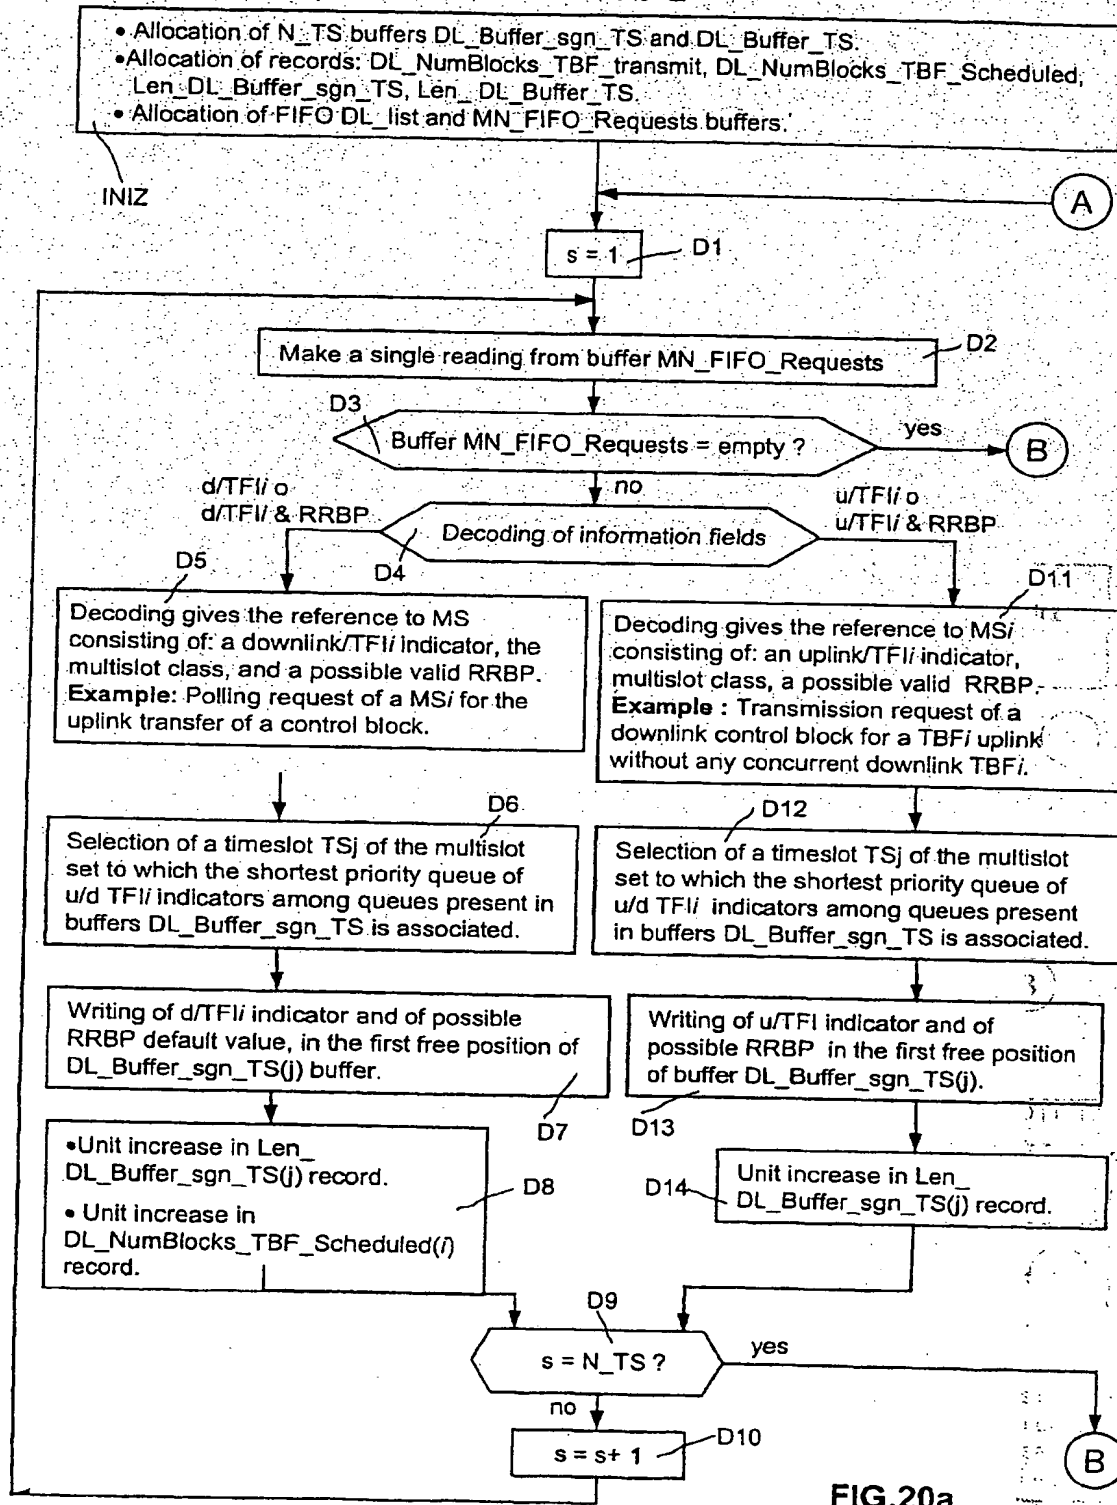 • Allocation of N_TS buffers DL_Buffer_sgn_TS and DL_Buffer_TS.
•Allocation of records: DL_NumBlocks_TBF_transmit, DL_NumBlocks_TBF_Scheduled,
Len_DL_Buffer_sgn_TS, Len_DL_Buffer_TS.
• Allocation of FIFO DL_list and MN_FIFO_Requests buffers.
INIZ
A
s = 1
D1
Make a single reading from buffer MN_FIFO_Requests
D2
D3
Buffer MN_FIFO_Requests = empty ?
yes
B
no
d/TFIi o
d/TFIi & RRBP
u/TFIi o
u/TFIi & RRBP
Decoding of information fields
D4
D5
Decoding gives the reference to MS
consisting of: a downlink/TFIi indicator, the
multislot class, and a possible valid RRBP.
Example: Polling request of a MSi for the
uplink transfer of a control block.
D11
Decoding gives the reference to MSi
consisting of: an uplink/TFIi indicator,
multislot class, a possible valid RRBP.
Example : Transmission request of a
downlink control block for a TBFi uplink
without any concurrent downlink TBFi.
D6
Selection of a timeslot TSj of the multislot
set to which the shortest priority queue of
u/d TFIi indicators among queues present in
buffers DL_Buffer_sgn_TS is associated.
D12
Selection of a timeslot TSj of the multislot
set to which the shortest priority queue of
u/d TFIi indicators among queues present
in buffers DL_Buffer_sgn_TS is associated.
Writing of d/TFIi indicator and of possible
RRBP default value, in the first free position of
DL_Buffer_sgn_TS(j) buffer.
D7
Writing of u/TFI indicator and of
possible RRBP in the first free position
of buffer DL_Buffer_sgn_TS(j).
D13
•Unit increase in Len_
DL_Buffer_sgn_TS(j) record.
• Unit increase in
DL_NumBlocks_TBF_Scheduled(i)
record.
D8
D14
Unit increase in Len_
DL_Buffer_sgn_TS(j) record.
D9
s = N_TS ?
yes
no
s = s+ 1
D10
B
FIG.20a